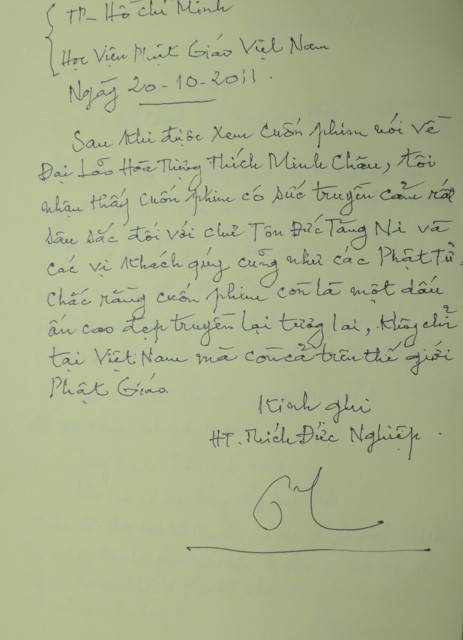 TP- Hồ Chí Minh
Học Viện Phật Giáo Việt Nam
Ngày 20-10-2011.
Sau khi được xem cuốn phim nói về
Đại Lão Hòa Thượng Thích Minh Châu, tôi
nhận thấy cuốn phim có sức truyền cảm rất
sâu sắc đối với chư Tôn Đức Tăng Ni và
các vị khách quý cũng như các Phật tử,
chắc rằng cuốn phim còn là một dấu
ấn cao đẹp truyền lại tương lai, không chỉ
tại Việt Nam mà còn cả trên thế giới
Phật Giáo.
Kính ghi
HT. Thích Đức Nghiệp.